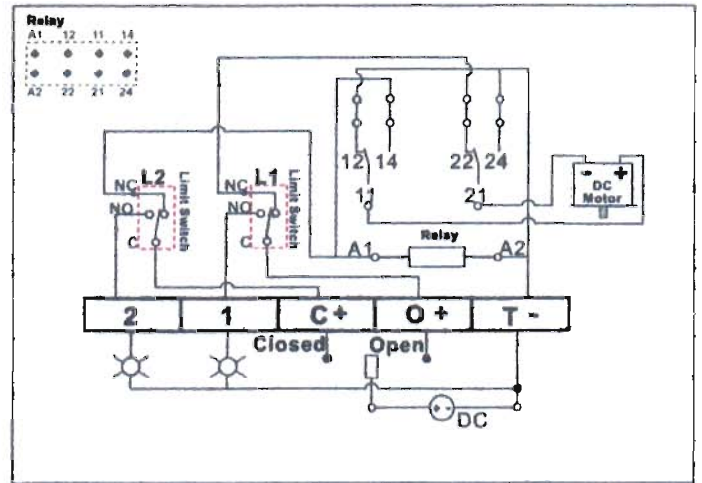 Relay
A1 12 11 14
A2 22 21 24
L2
NC
NO
C
Limit Switch
L1
NC
NO
C
Limit Switch
12 14
11
22 24
21
- +
DC
Motor
A1
Relay
A2
2 1 C+ O+ T-
Closed Open
+ -
DC